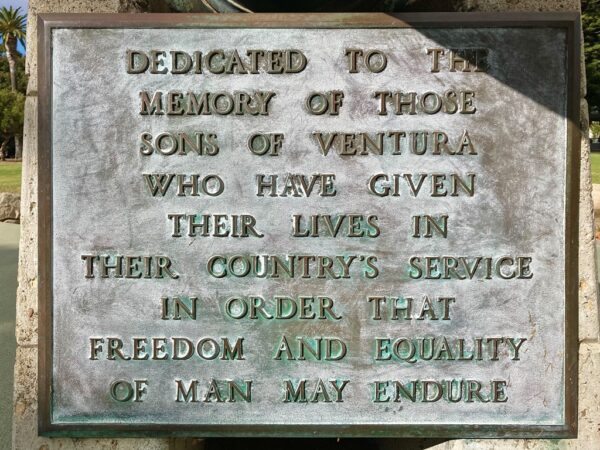 DEDICATED TO THE
MEMORY OF THOSE
SONS OF VENTURA
WHO HAVE GIVEN
THEIR LIVES IN
THEIR COUNTRY'S SERVICE
IN ORDER THAT
FREEDOM AND EQUALITY
OF MAN MAY ENDURE